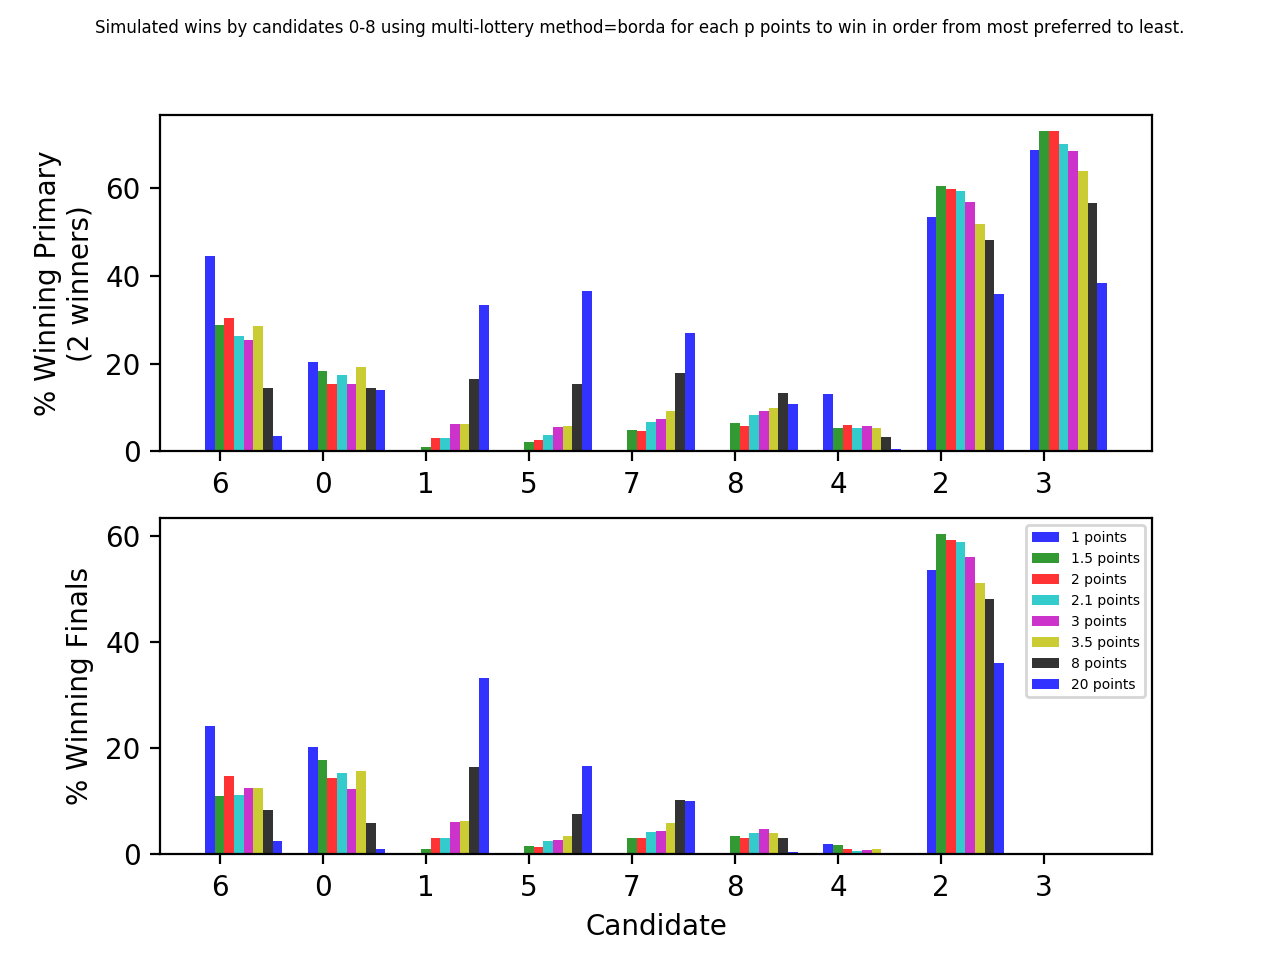 Simulated wins by candidates 0-8 using multi-lottery method=borda for each p points to win in order from most preferred to least.
% Winning Primary
(2 winners)
60
40
20
0
6 0 1 5 7 8 4 2 3
% Winning Finals
60
40
20
0
1 points
1.5 points
2 points
2.1 points
3 points
3.5 points
8 points
20 points
6 0 1 5 7 8 4 2 3
Candidate